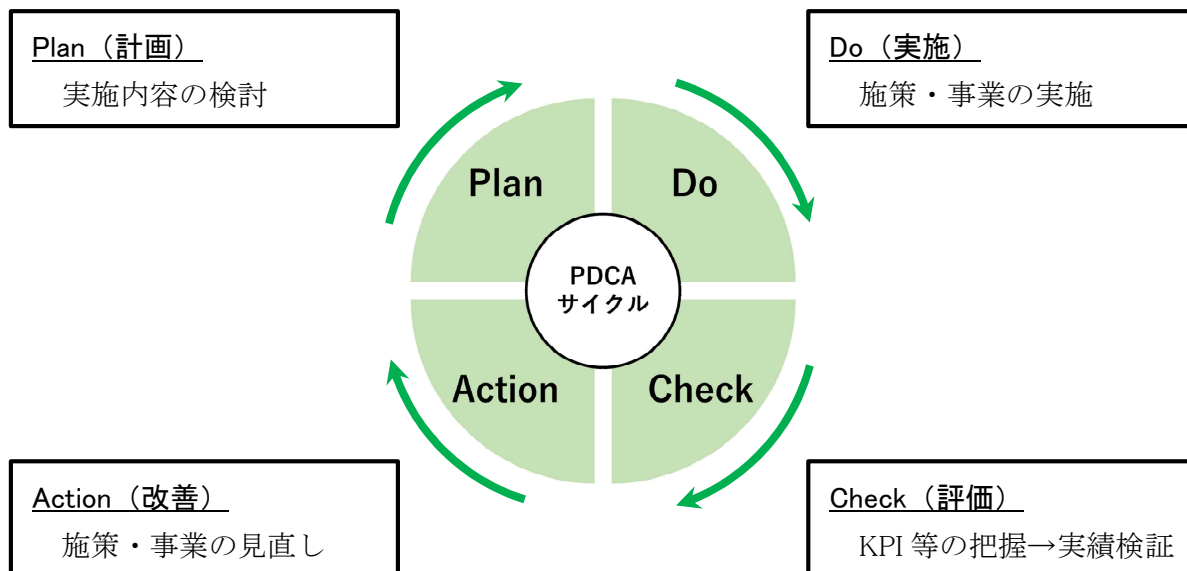 Plan（計画）
実施内容の検討
Do（実施）
施策・事業の実施
Plan
Do
PDCA
サイクル
Action
Check
Action（改善）
施策・事業の見直し
Check（評価）
KPI 等の把握→実績検証